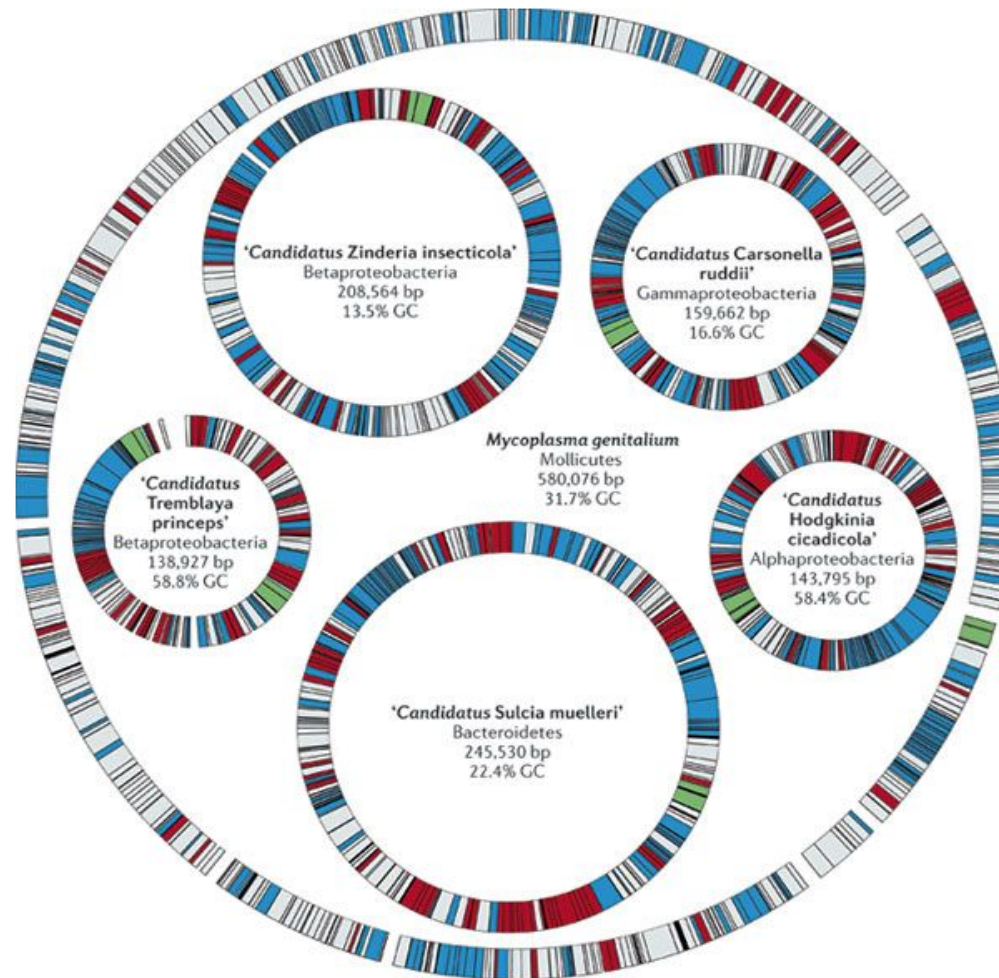 ‘Candidatus Zinderia insecticola’
Betaproteobacteria
208,564 bp
13.5% GC
‘Candidatus Carsonella
ruddii’
Gammaproteobacteria
159,662 bp
16.6% GC
Mycoplasma genitalium
Mollicutes
580,076 bp
31.7% GC
‘Candidatus
Tremblaya
princeps’
Betaproteobacteria
138,927 bp
58.8% GC
‘Candidatus
Hodgkinia
cicadicola’
Alphaproteobacteria
143,795 bp
58.4% GC
‘Candidatus Sulcia muelleri’
Bacteroidetes
245,530 bp
22.4% GC